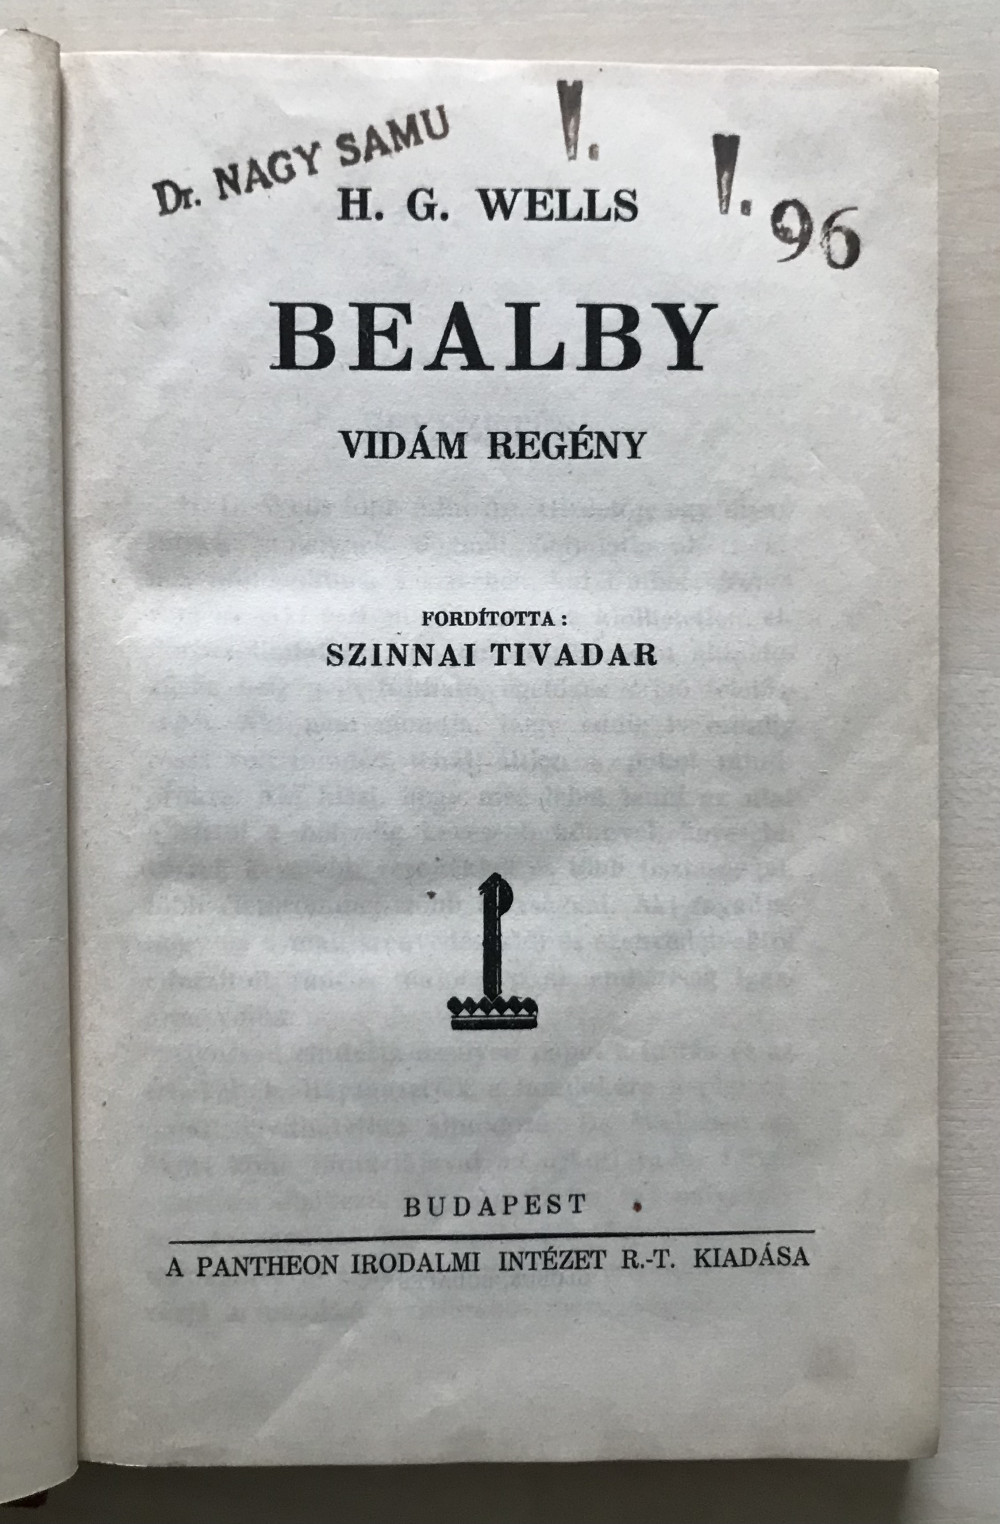 Dr. NAGY SAMU
I.
I. 96
H. G. WELLS
BEALBY
VIDÁM REGÉNY
FORDÍTOTTA:
SZINNAI TIVADAR
BUDAPEST
A PANTHEON IRODALMI INTÉZET R.-T. KIADÁSA